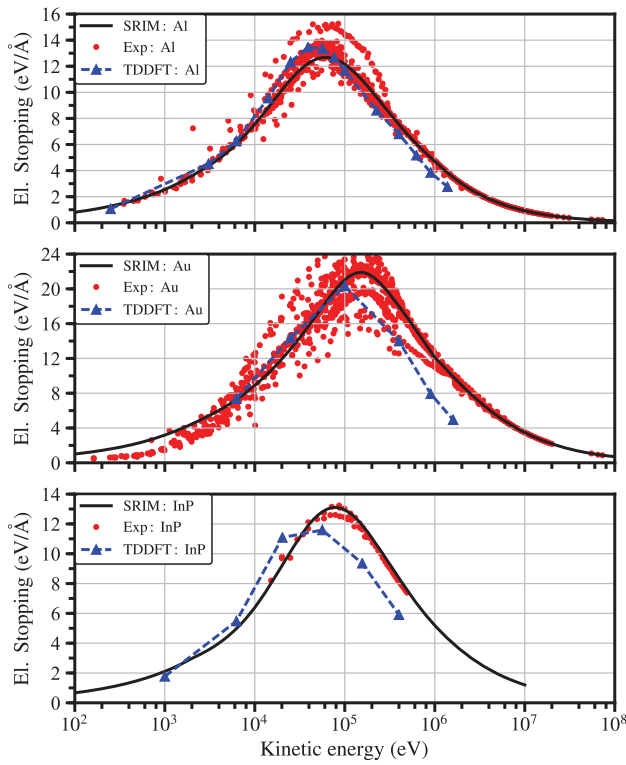 16
14
12
10
8
6
4
2
0
El. Stopping (eV/Å)
SRIM: Al
Exp: Al
TDDFT: Al
24
20
16
12
8
4
0
El. Stopping (eV/Å)
SRIM: Au
Exp: Au
TDDFT: Au
14
12
10
8
6
4
2
0
El. Stopping (eV/Å)
SRIM: InP
Exp: InP
TDDFT: InP
10² 10³ 10⁴ 10⁵ 10⁶ 10⁷ 10⁸
Kinetic energy (eV)